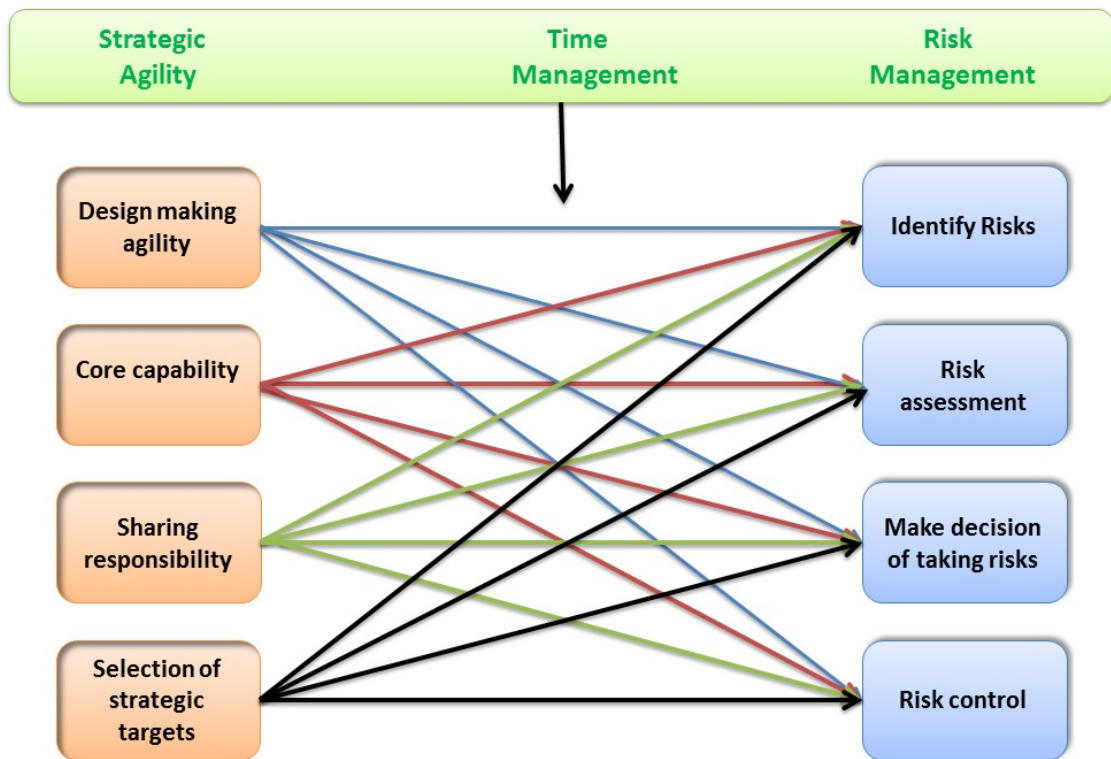 Strategic
Agility
Time
Management
Risk
Management
Design making
agility
Identify Risks
Core capability
Risk
assessment
Sharing
responsibility
Make decision
of taking risks
Selection of
strategic
targets
Risk control